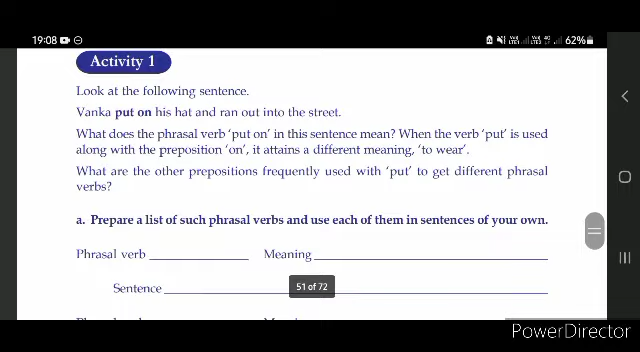 19:08
62%
Activity 1
Look at the following sentence.
Vanka put on his hat and ran out into the street.
What does the phrasal verb 'put on' in this sentence mean? When the verb 'put' is used
along with the preposition 'on', it attains a different meaning, 'to wear'.
What are the other prepositions frequently used with 'put' to get different phrasal
verbs?
a. Prepare a list of such phrasal verbs and use each of them in sentences of your own.
Phrasal verb ____________ Meaning ____________________________
Sentence ____________________________________________
51 of 72
PowerDirector